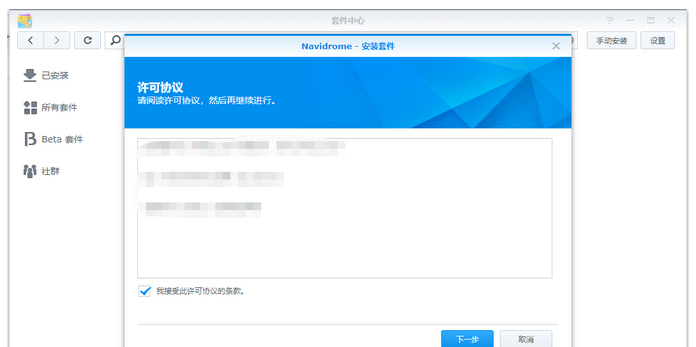 套件中心
Navidrome - 安装套件
手动安装
设置
已安装
所有套件
Beta 套件
社群
许可协议
请阅读许可协议，然后再继续进行。
我接受此许可协议的条款。
下一步
取消